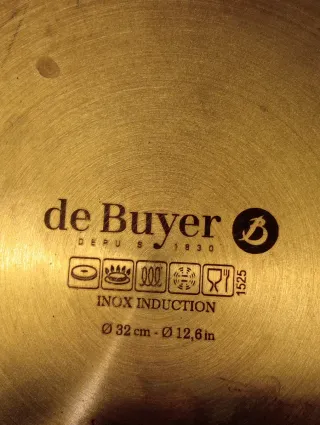 de Buyer B
DEPUIS 1830
1525
INOX INDUCTION
Ø 32 cm - Ø 12,6 in